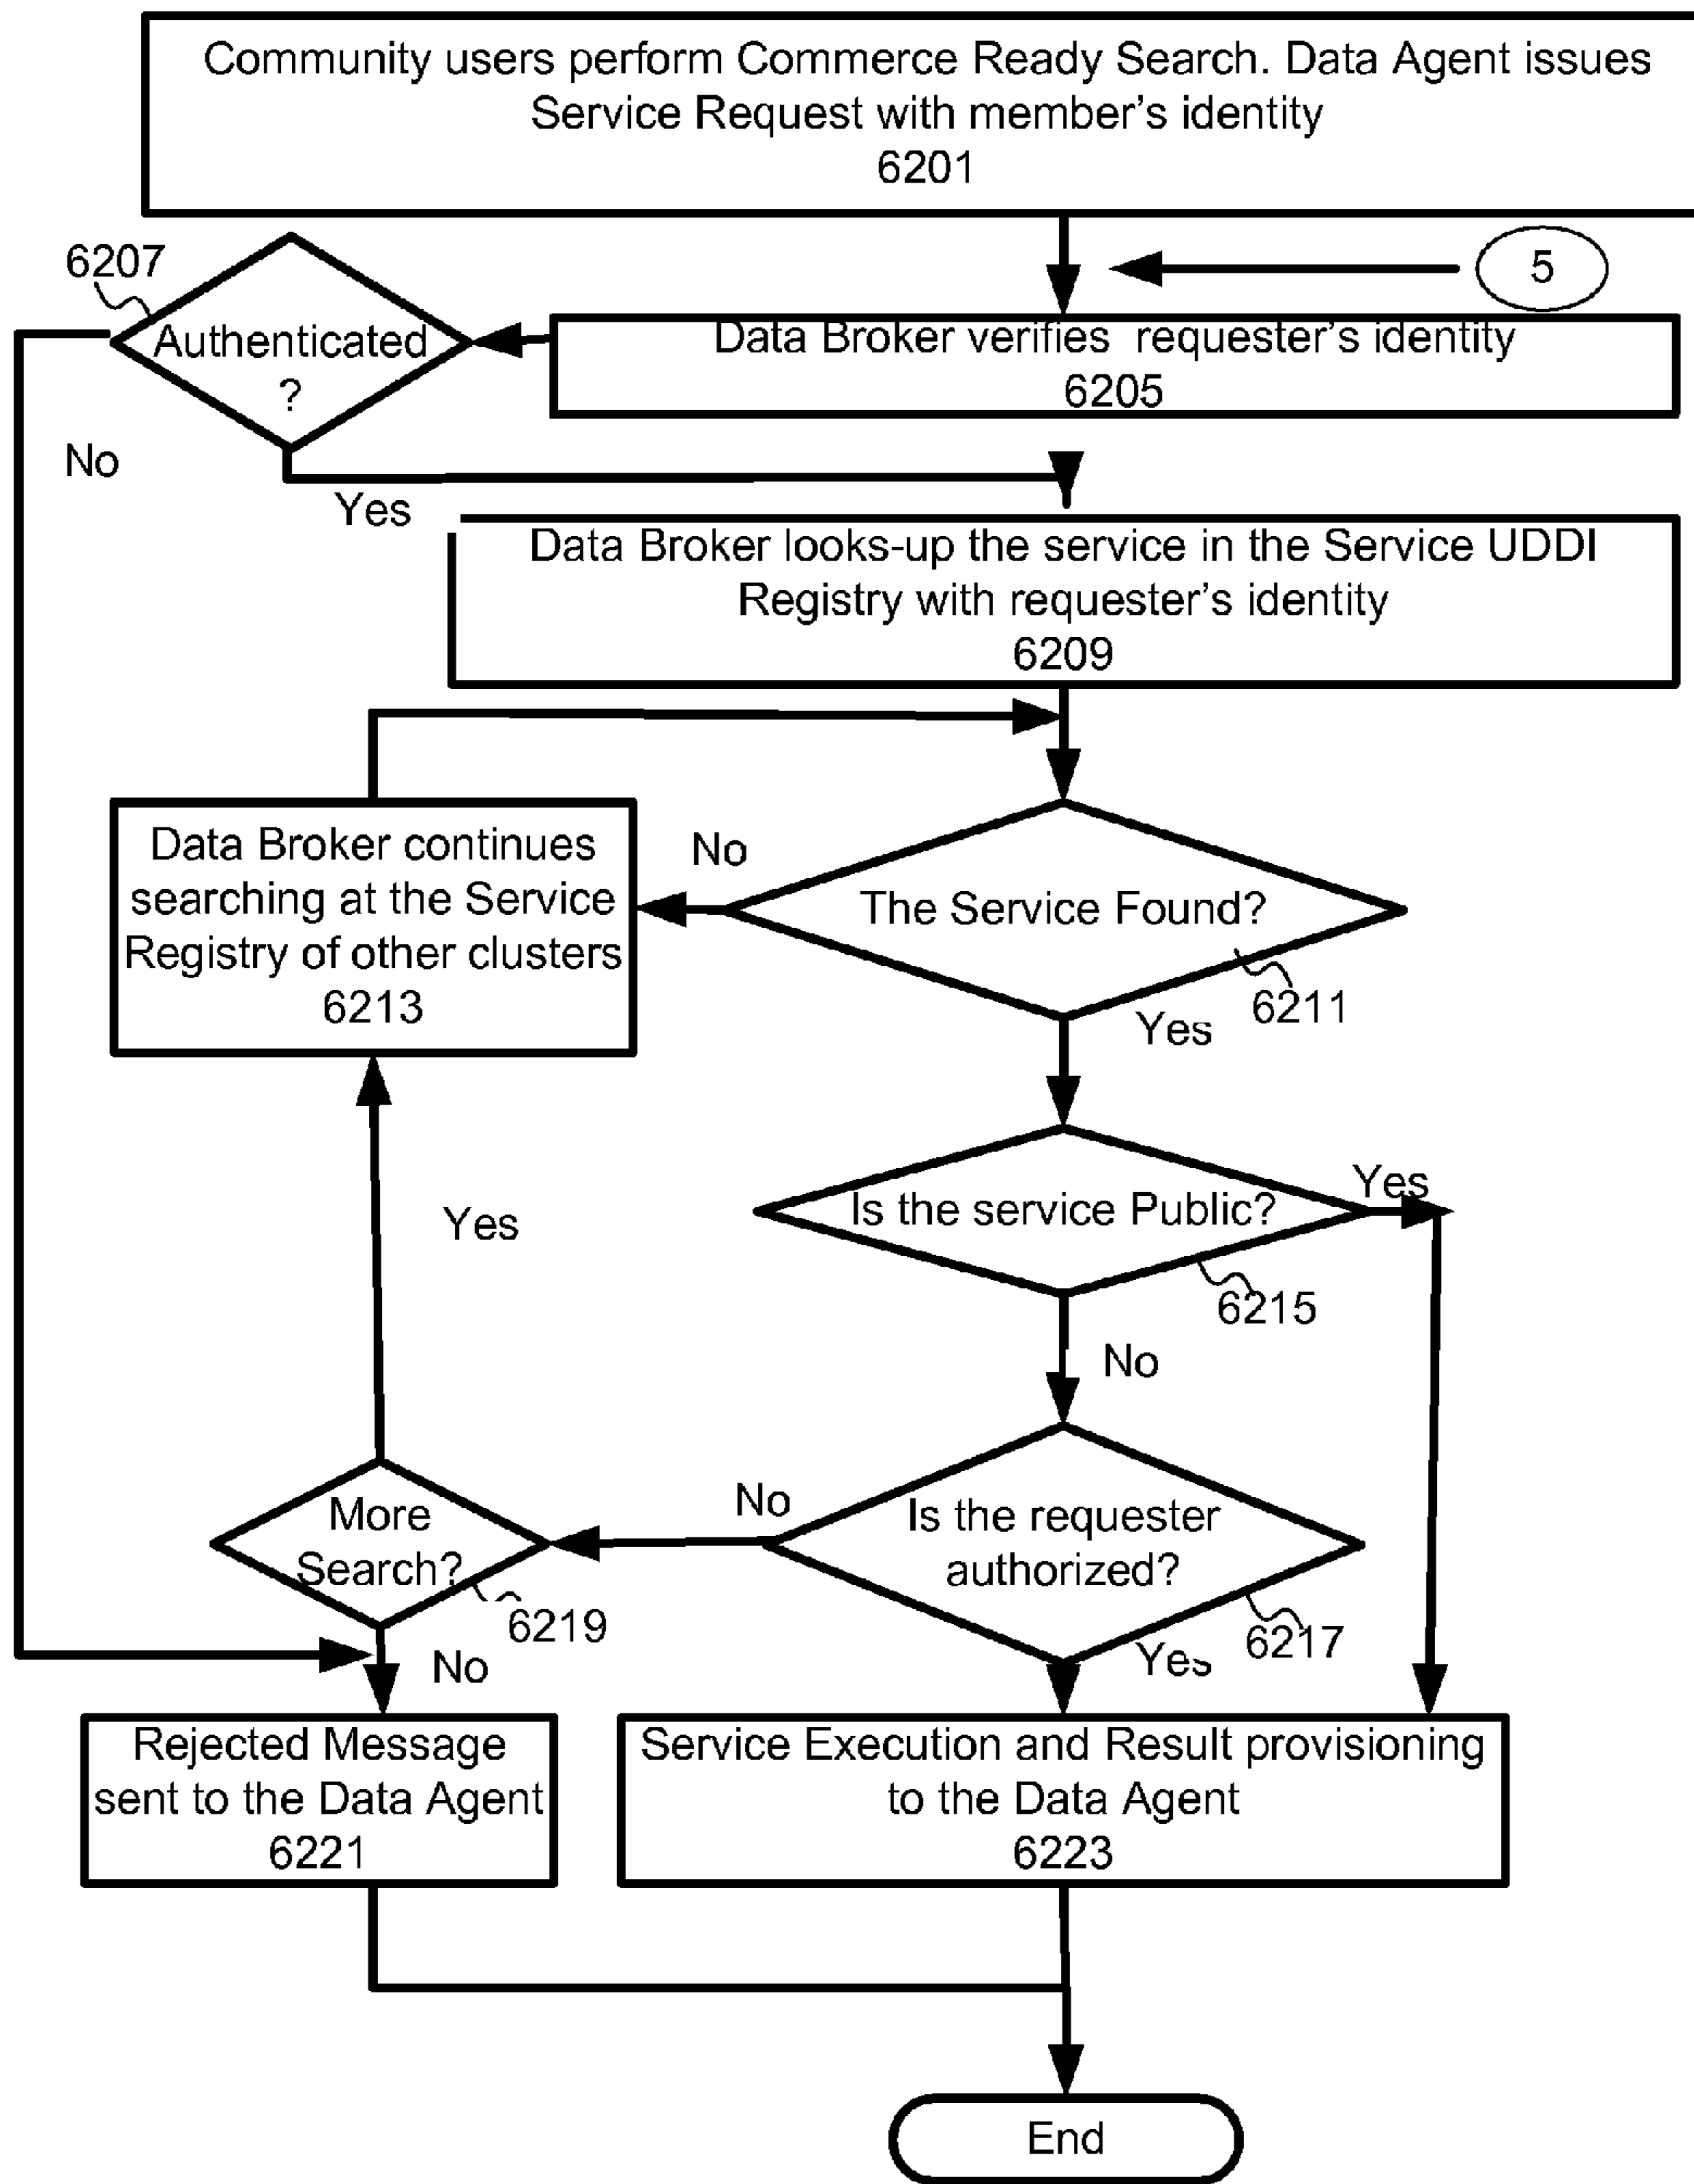 Community users perform Commerce Ready Search. Data Agent issues
Service Request with member's identity
6201
5
6207
Authenticated
?
Data Broker verifies requester's identity
6205
No
Yes
Data Broker looks-up the service in the Service UDDI
Registry with requester's identity
6209
Data Broker continues
searching at the Service
Registry of other clusters
6213
No
The Service Found?
6211
Yes
Is the service Public?
Yes
6215
Yes
No
More
Search?
6219
No
Is the requester
authorized?
6217
No
Yes
Rejected Message
sent to the Data Agent
6221
Service Execution and Result provisioning
to the Data Agent
6223
End